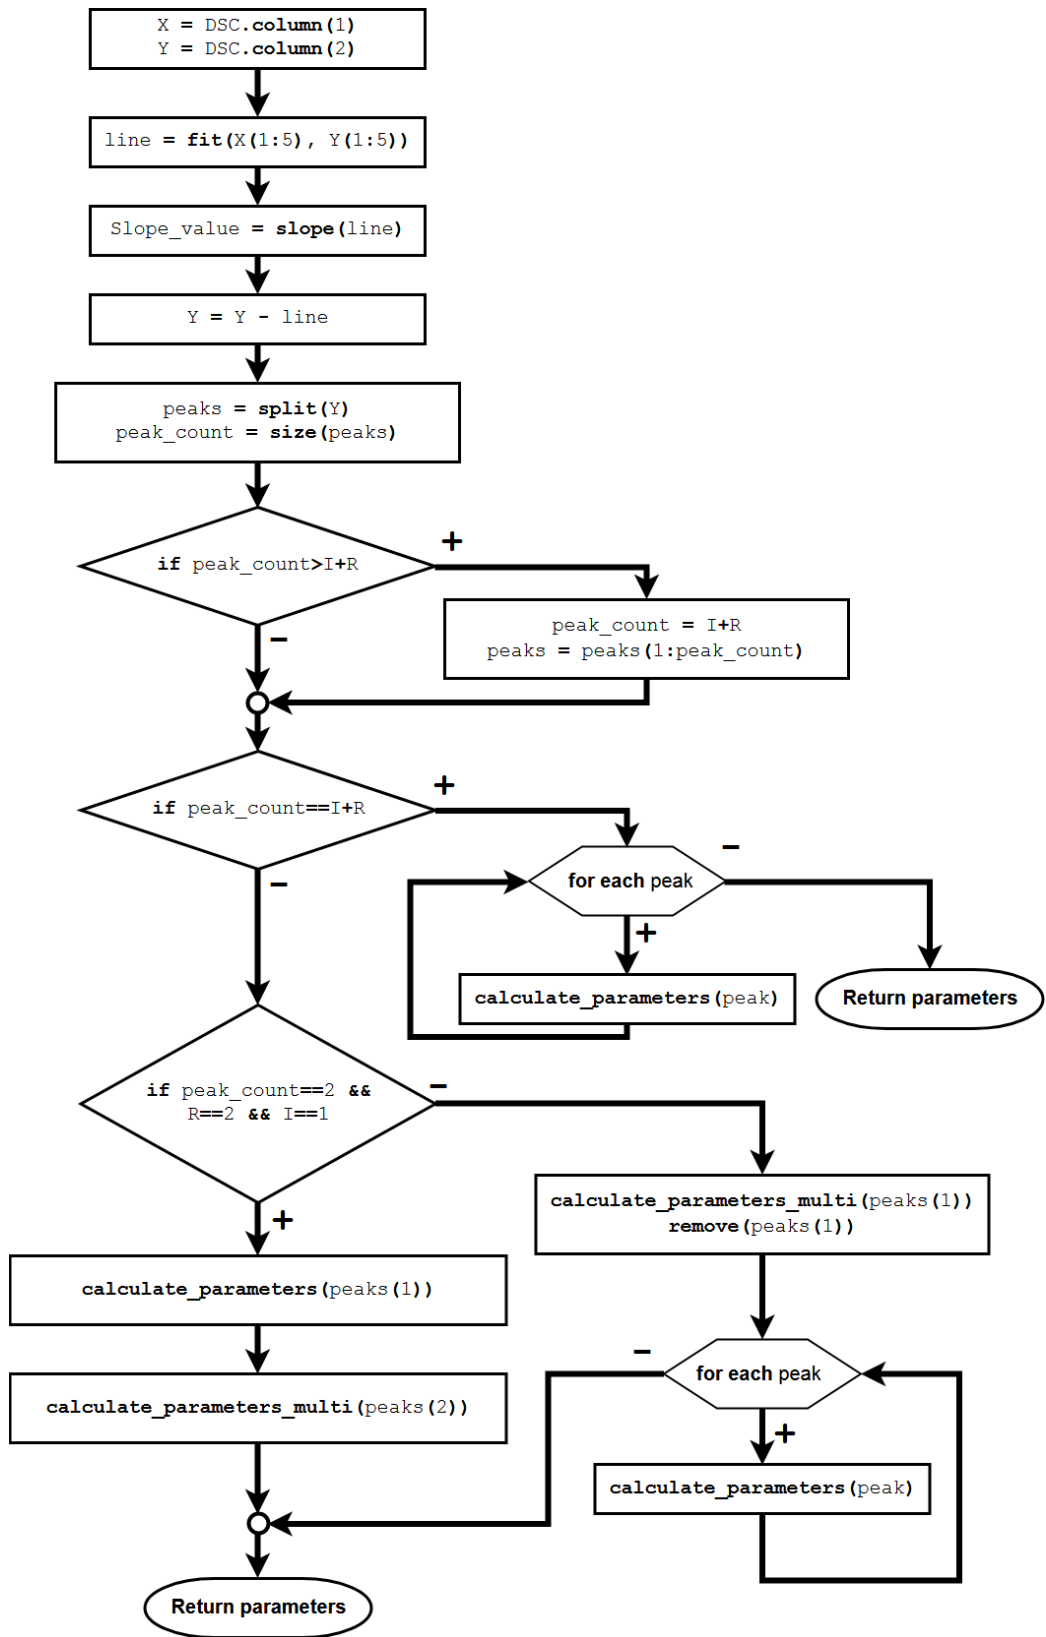 X = DSC.column(1)
Y = DSC.column(2)
line = fit(X(1:5), Y(1:5))
Slope_value = slope(line)
Y = Y - line
peaks = split(Y)
peak_count = size(peaks)
if peak_count>I+R
+
peak_count = I+R
peaks = peaks(1:peak_count)
−
if peak_count==I+R
+
−
for each peak
−
+
calculate_parameters(peak)
Return parameters
if peak_count==2 &&
R==2 && I==1
−
+
calculate_parameters_multi(peaks(1))
remove(peaks(1))
calculate_parameters(peaks(1))
calculate_parameters_multi(peaks(2))
−
for each peak
+
calculate_parameters(peak)
Return parameters